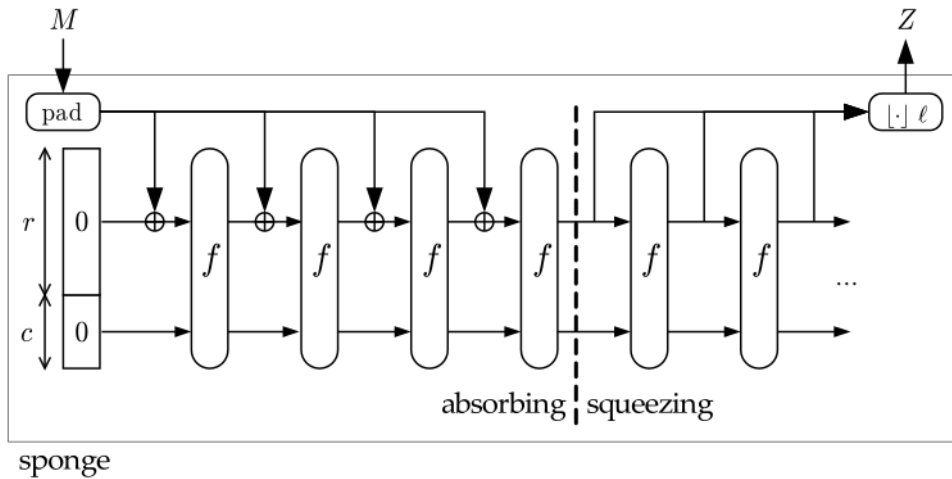 M Z
pad ⌊·⌋ ℓ
r 0 f f f f f f
c 0 ...
absorbing squeezing
sponge